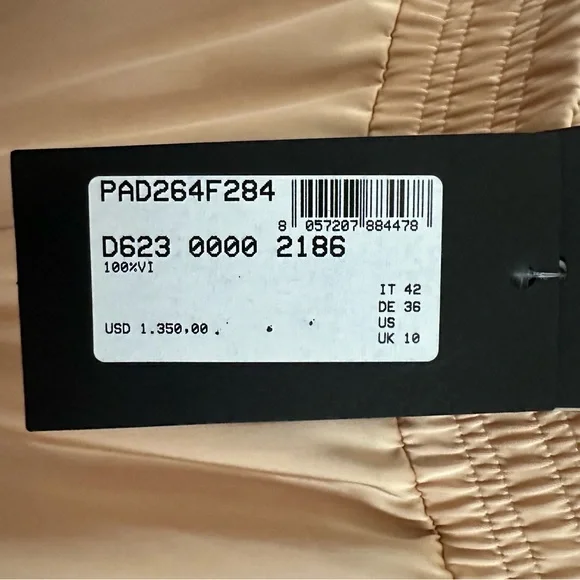 PAD264F284
8 057207 884478
D623 0000 2186
100%VI
IT 42
DE 36
US
UK 10
USD 1.350,00